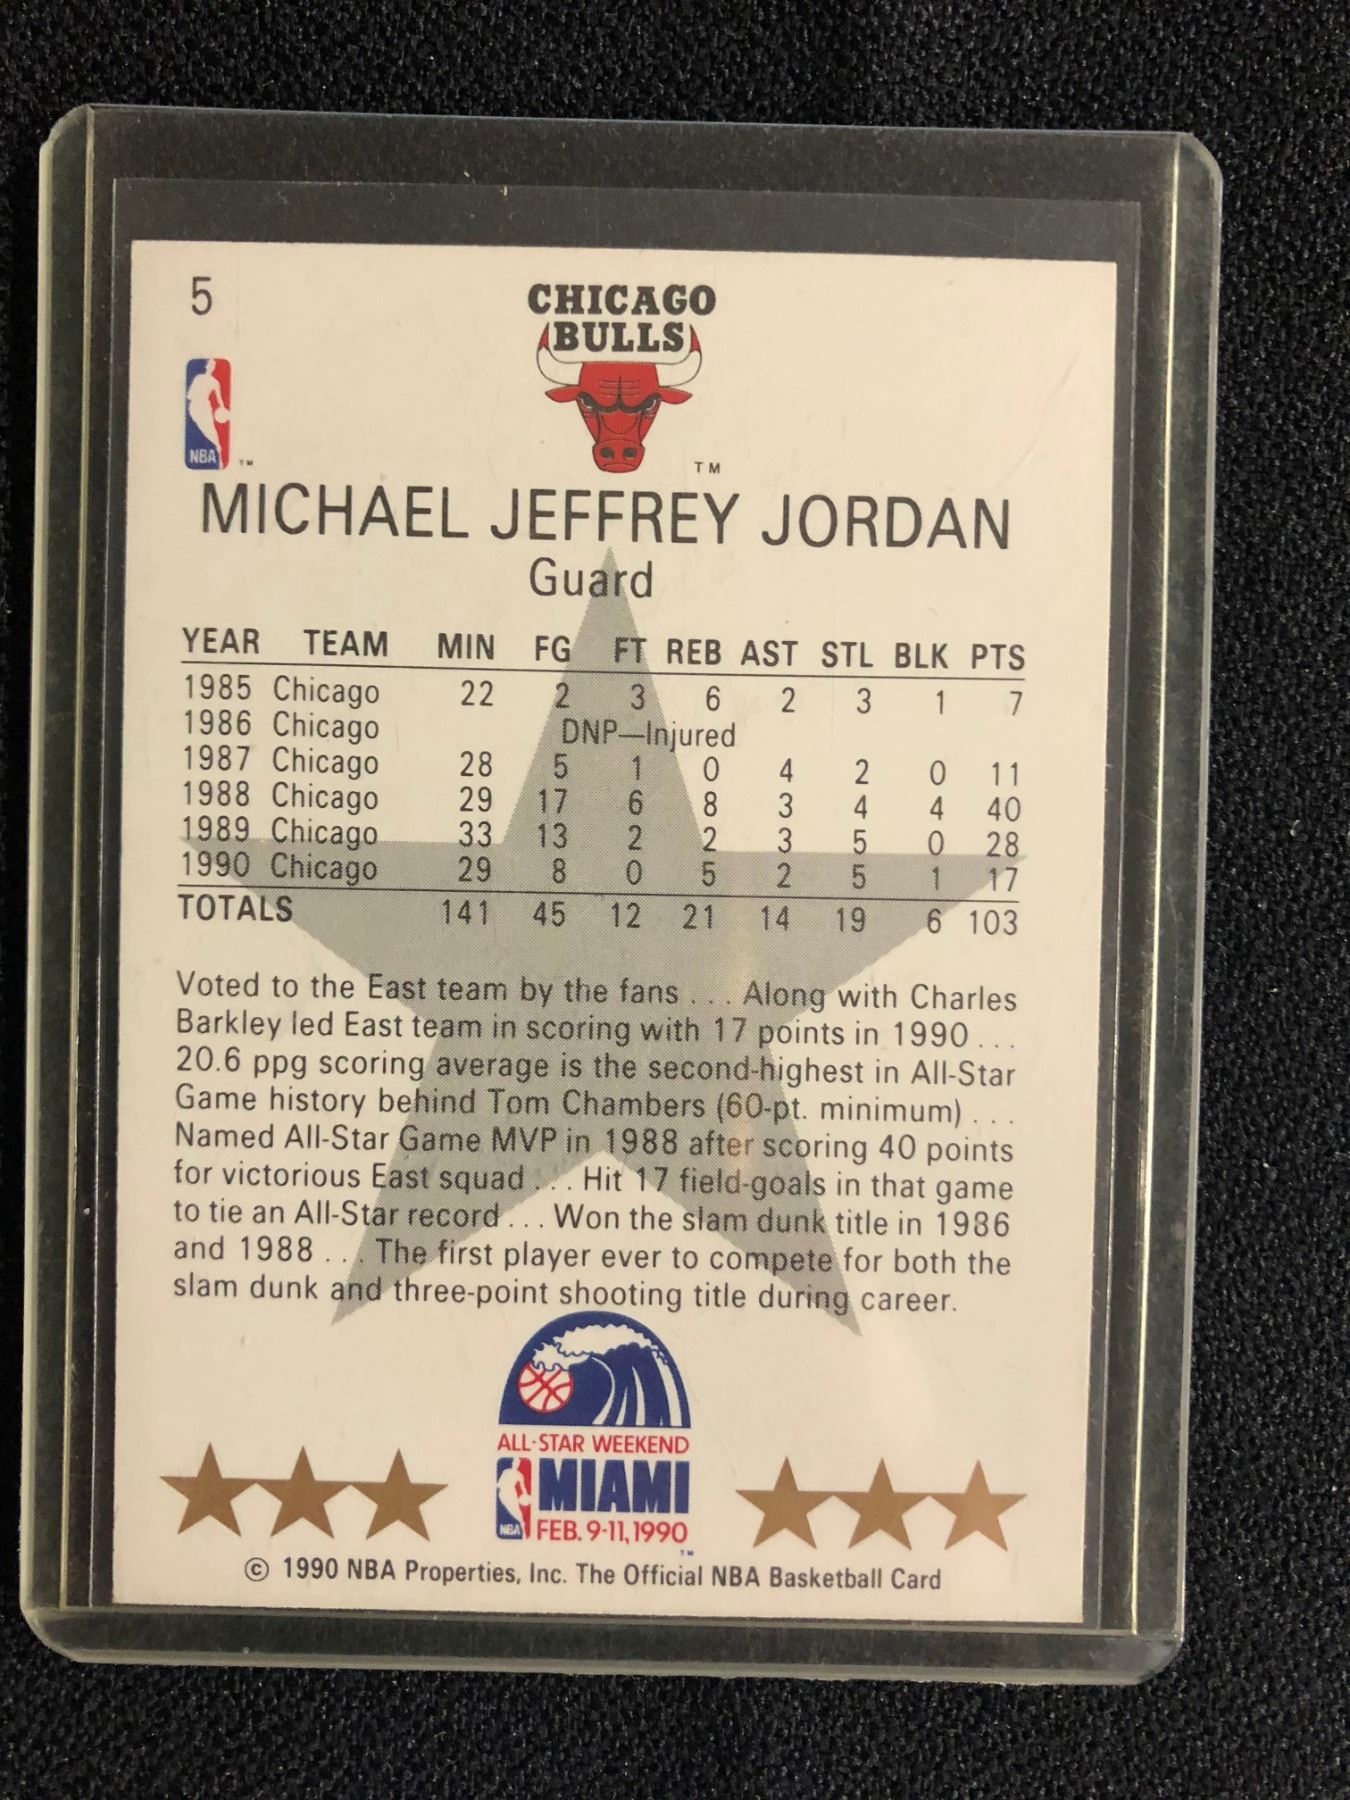 5
CHICAGO
BULLS
NBA
TM
TM
MICHAEL JEFFREY JORDAN
Guard
YEAR TEAM MIN FG FT REB AST STL BLK PTS
1985 Chicago 22 2 3 6 2 3 1 7
1986 Chicago DNP—Injured
1987 Chicago 28 5 1 0 4 2 0 11
1988 Chicago 29 17 6 8 3 4 4 40
1989 Chicago 33 13 2 2 3 5 0 28
1990 Chicago 29 8 0 5 2 5 1 17
TOTALS 141 45 12 21 14 19 6 103
Voted to the East team by the fans . . . Along with Charles
Barkley led East team in scoring with 17 points in 1990 . . .
20.6 ppg scoring average is the second-highest in All-Star
Game history behind Tom Chambers (60-pt. minimum) . . .
Named All-Star Game MVP in 1988 after scoring 40 points
for victorious East squad . . . Hit 17 field-goals in that game
to tie an All-Star record . . . Won the slam dunk title in 1986
and 1988 . . . The first player ever to compete for both the
slam dunk and three-point shooting title during career.
ALL-STAR WEEKEND
NBA MIAMI
FEB. 9-11, 1990
TM
© 1990 NBA Properties, Inc. The Official NBA Basketball Card